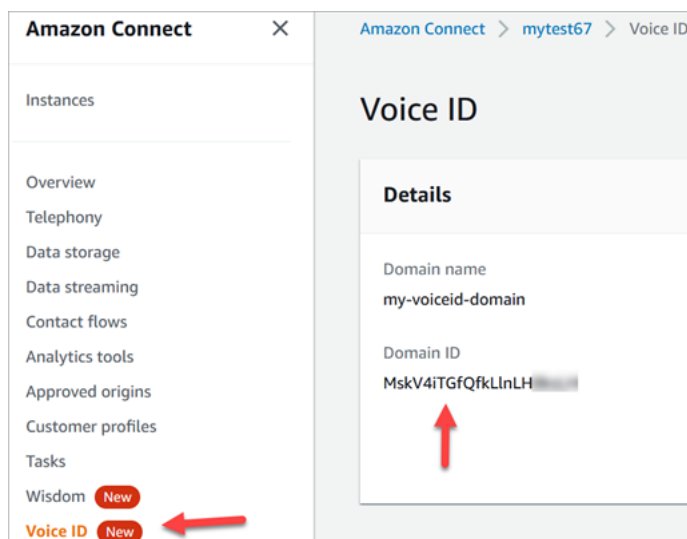 Amazon Connect
Instances
Overview
Telephony
Data storage
Data streaming
Contact flows
Analytics tools
Approved origins
Customer profiles
Tasks
Wisdom New
Voice ID New
Amazon Connect > mytest67 > Voice ID
Voice ID
Details
Domain name
my-voiceid-domain
Domain ID
MskV4iTGfQfkLlnLH